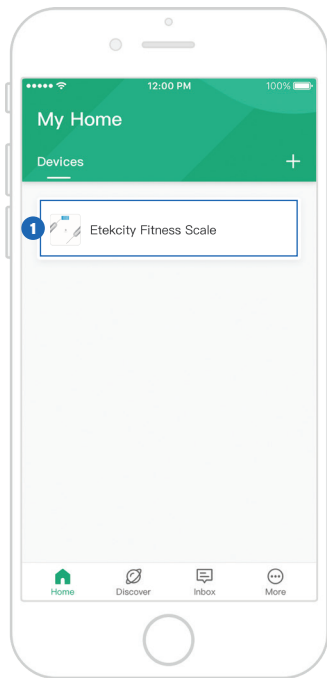 12:00 PM
100%
My Home
Devices
1
Etekcity Fitness Scale
Home
Discover
Inbox
More